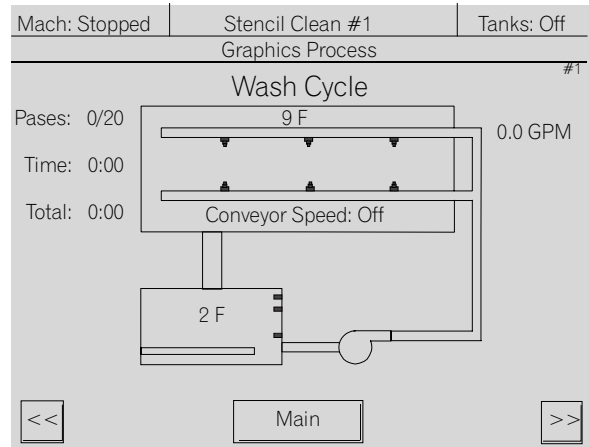 Mach: Stopped Stencil Clean #1 Tanks: Off
Graphics Process
#1
Wash Cycle
Pases: 0/20 9 F 0.0 GPM
Time: 0:00
Total: 0:00 Conveyor Speed: Off
2 F
<< Main >>